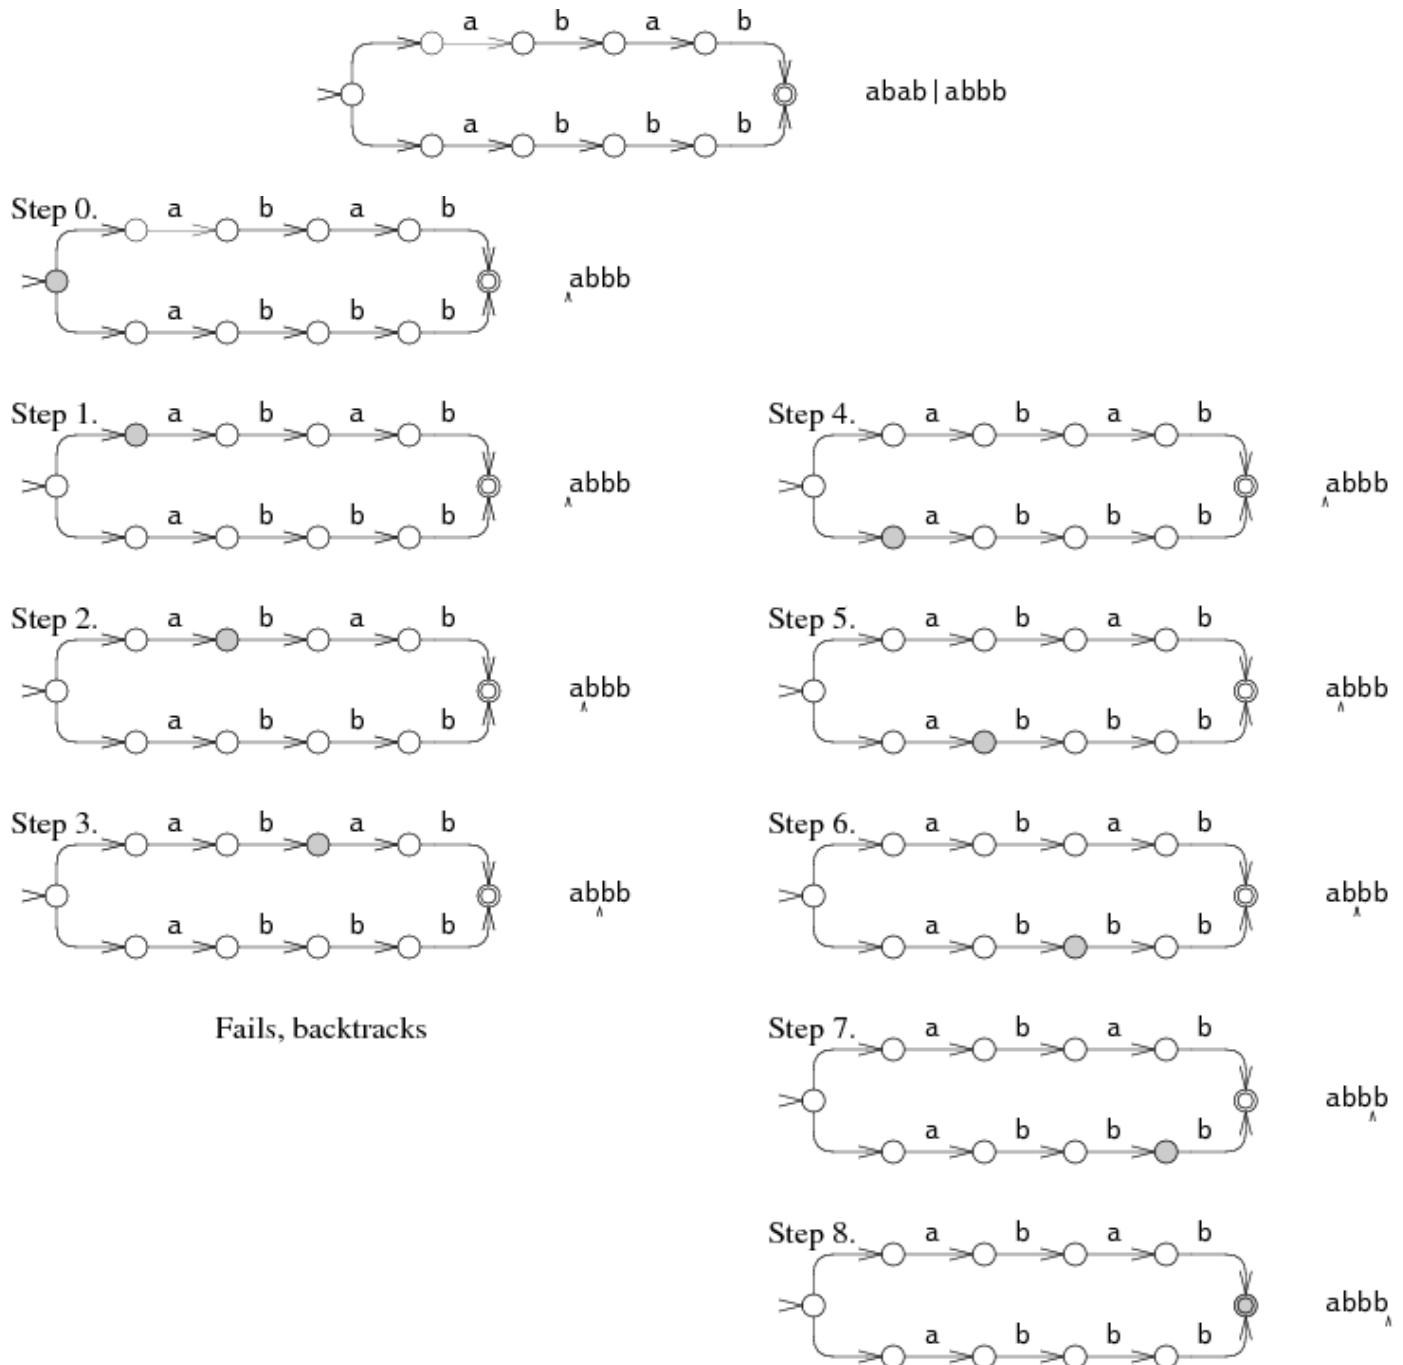 a b a b
abab|abbb
a b b b
Step 0. a b a b
abbb
a b b b
Step 1. a b a b
abbb
a b b b
Step 2. a b a b
abbb
a b b b
Step 3. a b a b
abbb
a b b b
Fails, backtracks
Step 4. a b a b
abbb
a b b b
Step 5. a b a b
abbb
a b b b
Step 6. a b a b
abbb
a b b b
Step 7. a b a b
abbb
a b b b
Step 8. a b a b
abbb
a b b b